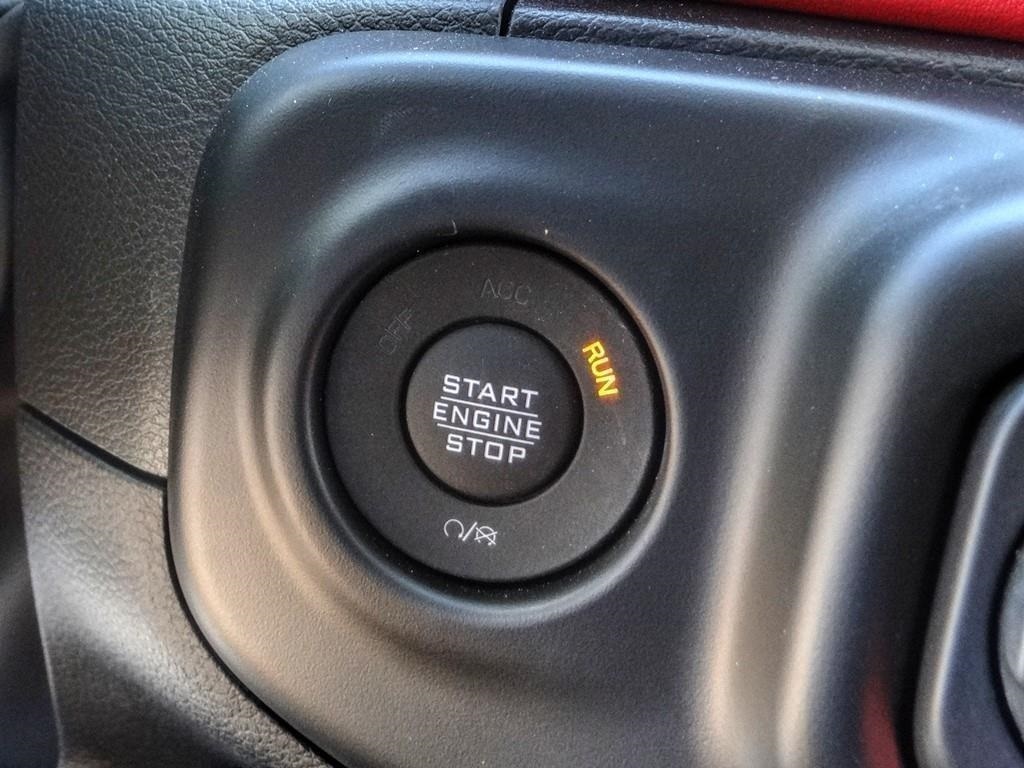 ACC
OFF
RUN
START
ENGINE
STOP